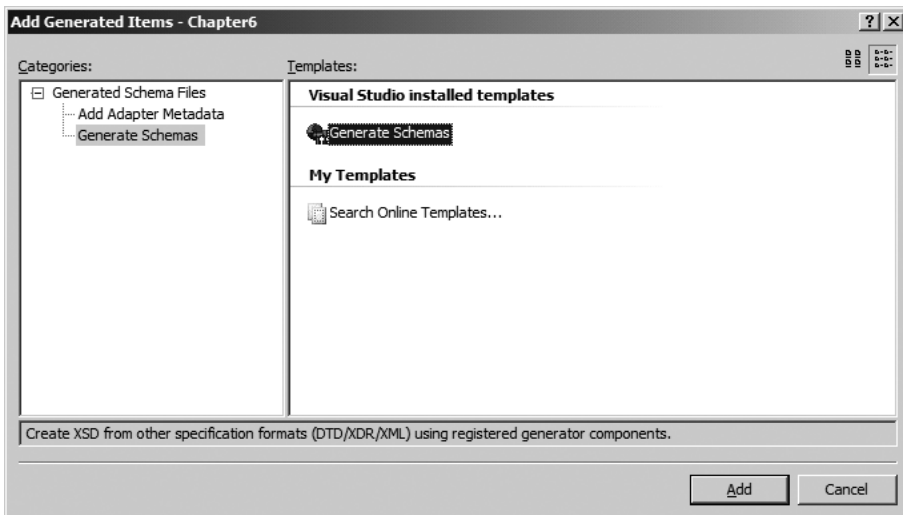 Add Generated Items - Chapter6
Categories:
Templates:
Generated Schema Files
Add Adapter Metadata
Generate Schemas
Visual Studio installed templates
Generate Schemas
My Templates
Search Online Templates...
Create XSD from other specification formats (DTD/XDR/XML) using registered generator components.
Add
Cancel